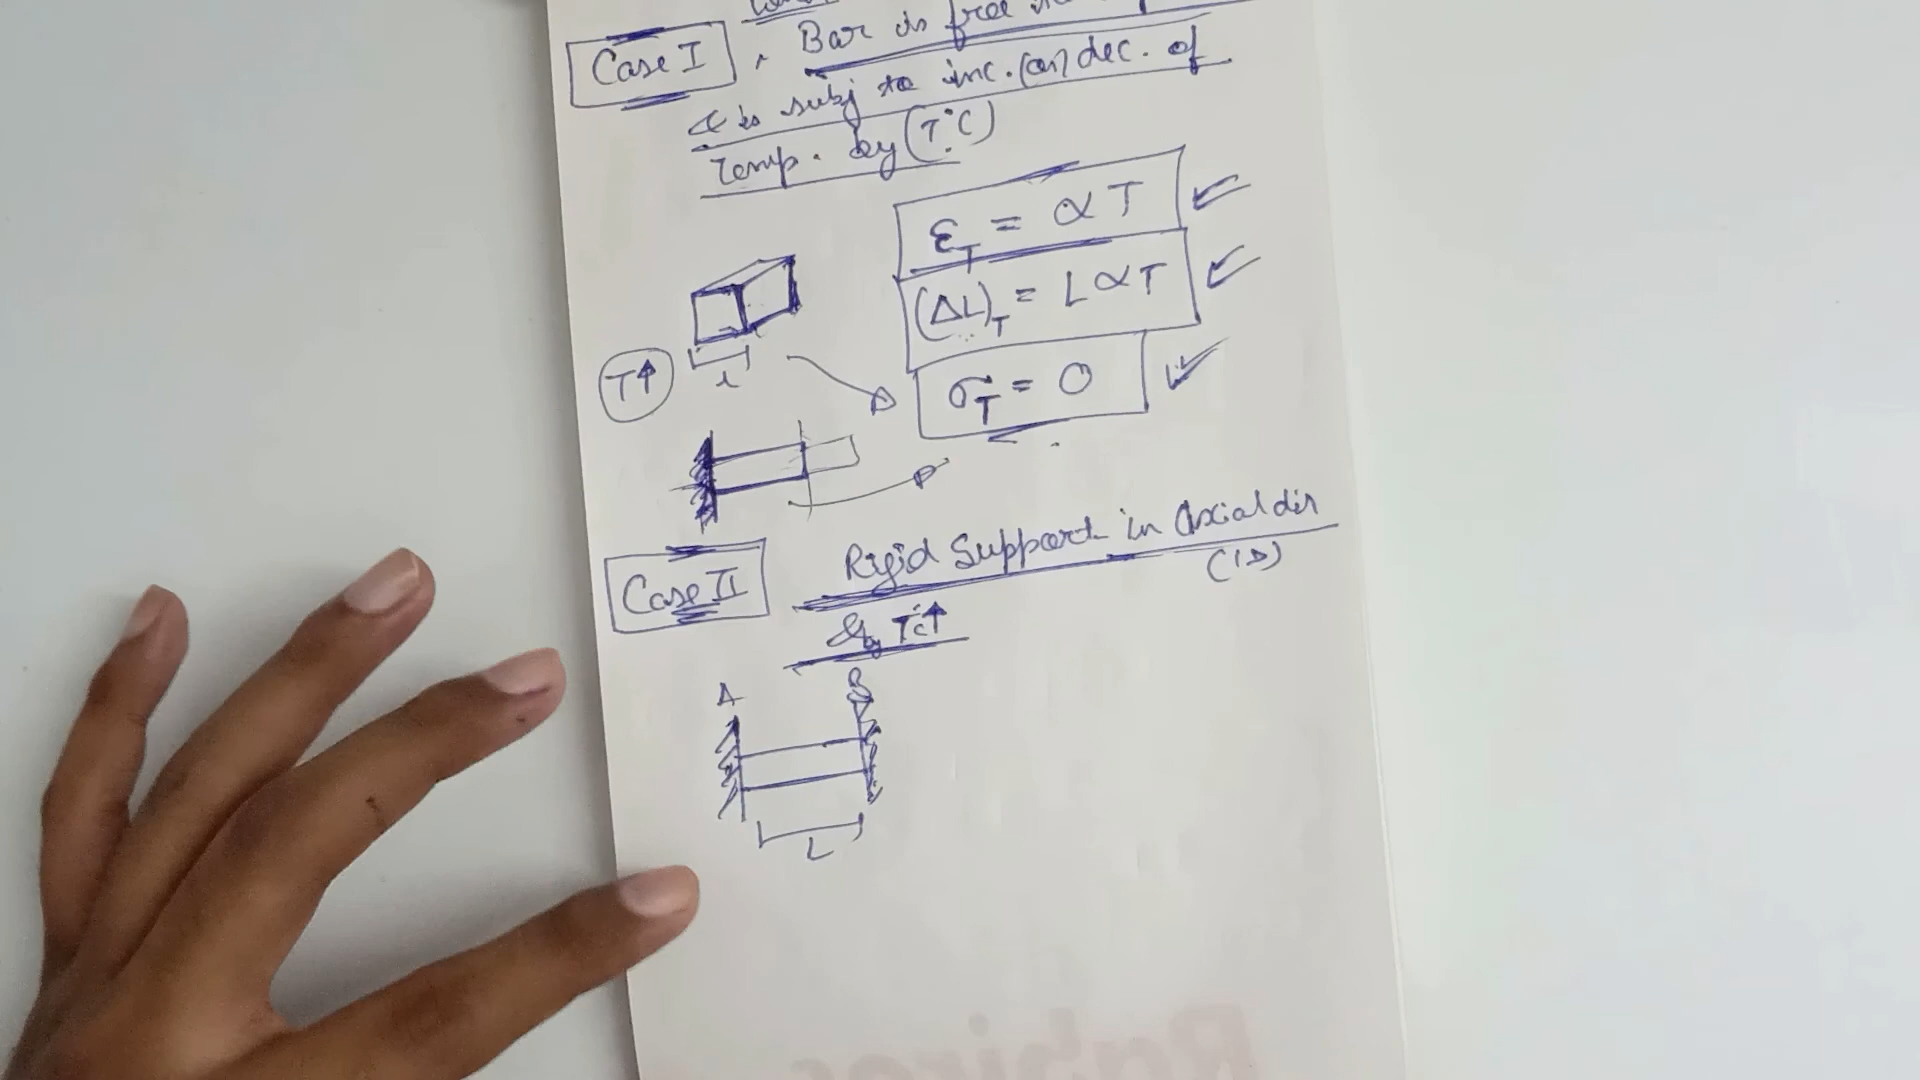 Case I
Bar is free
& is subj to inc. (or) dec. of
Temp. by (T°C)
ε_T = αT
(ΔL)_T = LαT
σ_T = 0
T↑
Case II
Rigid Support in Axial dir
(1D)
& by T°C↑
A B
L